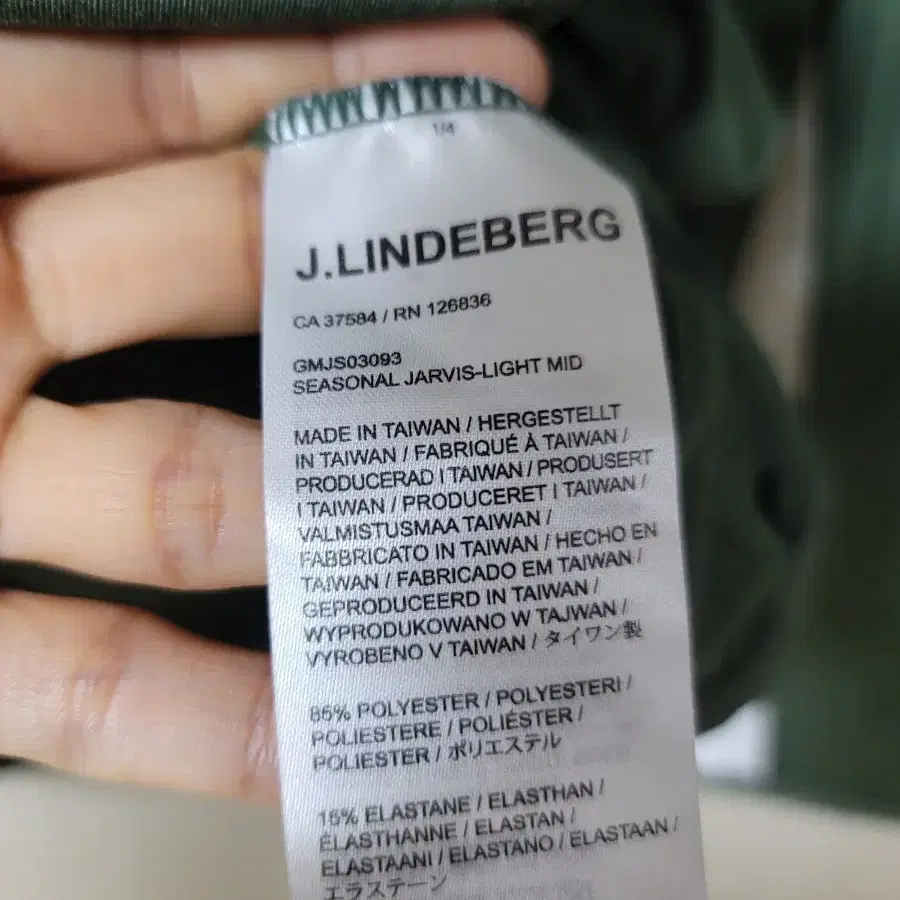 1/4
J.LINDEBERG
CA 37584 / RN 126836
GMJS03093
SEASONAL JARVIS-LIGHT MID
MADE IN TAIWAN / HERGESTELLT
IN TAIWAN / FABRIQUÉ À TAIWAN /
PRODUCERAD I TAIWAN / PRODUSERT
I TAIWAN / PRODUCERET I TAIWAN /
VALMISTUSMAA TAIWAN /
FABBRICATO IN TAIWAN / HECHO EN
TAIWAN / FABRICADO EM TAIWAN /
GEPRODUCEERD IN TAIWAN /
WYPRODUKOWANO W TAJWAN /
VYROBENO V TAIWAN / タイワン製
85% POLYESTER / POLYESTERI /
POLIESTERE / POLIÉSTER /
POLIESTER / ポリエステル
15% ELASTANE / ELASTHAN /
ÉLASTHANNE / ELASTAN /
ELASTAANI / ELASTANO / ELASTAAN /
エラステーン